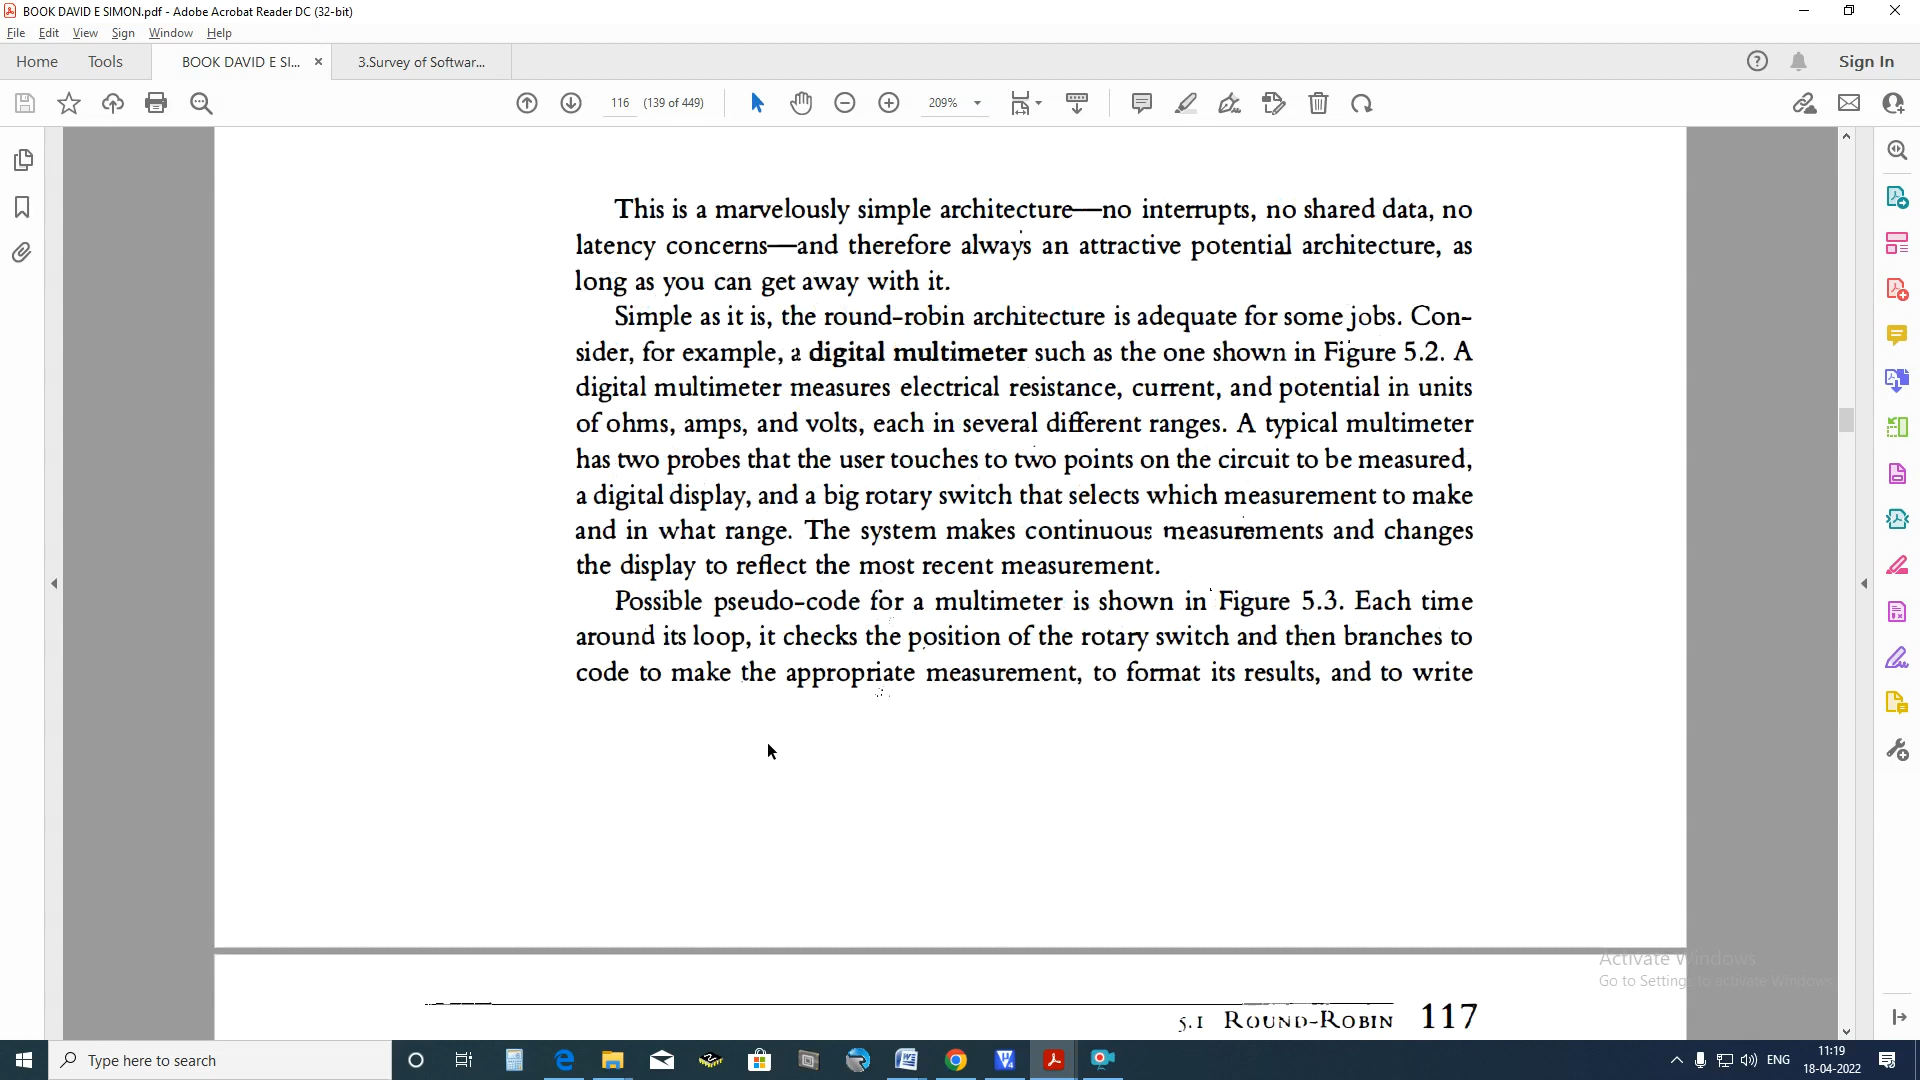 BOOK DAVID E SIMON.pdf - Adobe Acrobat Reader DC (32-bit)
File Edit View Sign Window Help
Home Tools BOOK DAVID E SI... × 3.Survey of Softwar... Sign In
116 (139 of 449) 209%
This is a marvelously simple architecture—no interrupts, no shared data, no
latency concerns—and therefore always an attractive potential architecture, as
long as you can get away with it.
Simple as it is, the round-robin architecture is adequate for some jobs. Con-
sider, for example, a digital multimeter such as the one shown in Figure 5.2. A
digital multimeter measures electrical resistance, current, and potential in units
of ohms, amps, and volts, each in several different ranges. A typical multimeter
has two probes that the user touches to two points on the circuit to be measured,
a digital display, and a big rotary switch that selects which measurement to make
and in what range. The system makes continuous measurements and changes
the display to reflect the most recent measurement.
Possible pseudo-code for a multimeter is shown in Figure 5.3. Each time
around its loop, it checks the position of the rotary switch and then branches to
code to make the appropriate measurement, to format its results, and to write
Activate Windows
Go to Settings to activate Windows.
5.1 ROUND-ROBIN 117
Type here to search
ENG
11:19
18-04-2022